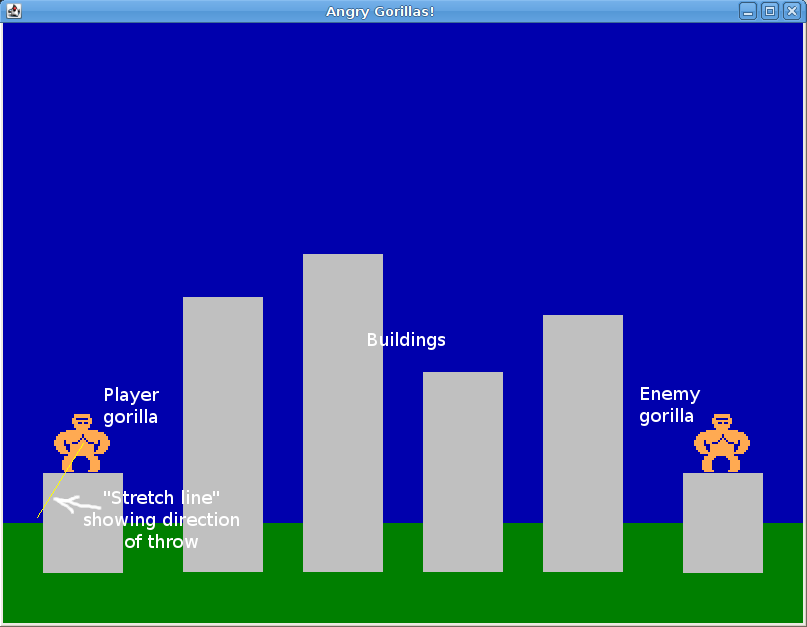 Angry Gorillas!
Buildings
Player
gorilla
Enemy
gorilla
"Stretch line"
showing direction
of throw